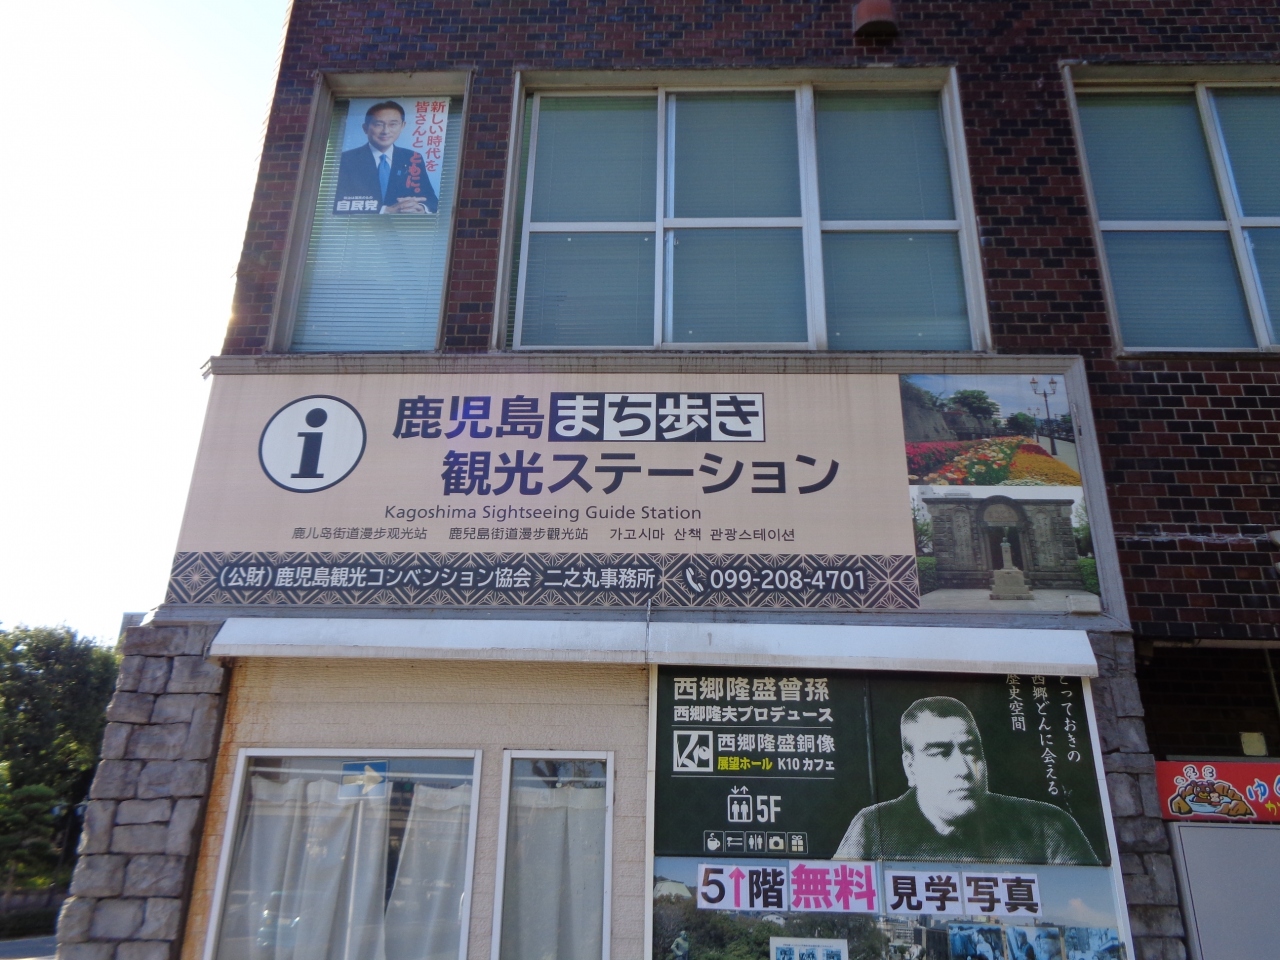 新しい時代を
皆さんとともに。
自民党
i
鹿児島まち歩き
観光ステーション
Kagoshima Sightseeing Guide Station
鹿儿岛街道漫步观光站 鹿兒島街道漫步觀光站 가고시마 산책 관광스테이션
(公財)鹿児島観光コンベンション協会 二之丸事務所 099-208-4701
西郷隆盛曾孫
西郷隆夫プロデュース
西郷隆盛銅像
展望ホール K10 カフェ
5F
とっておきの
西郷どんに会える
歴史空間
5↑階無料 見学写真